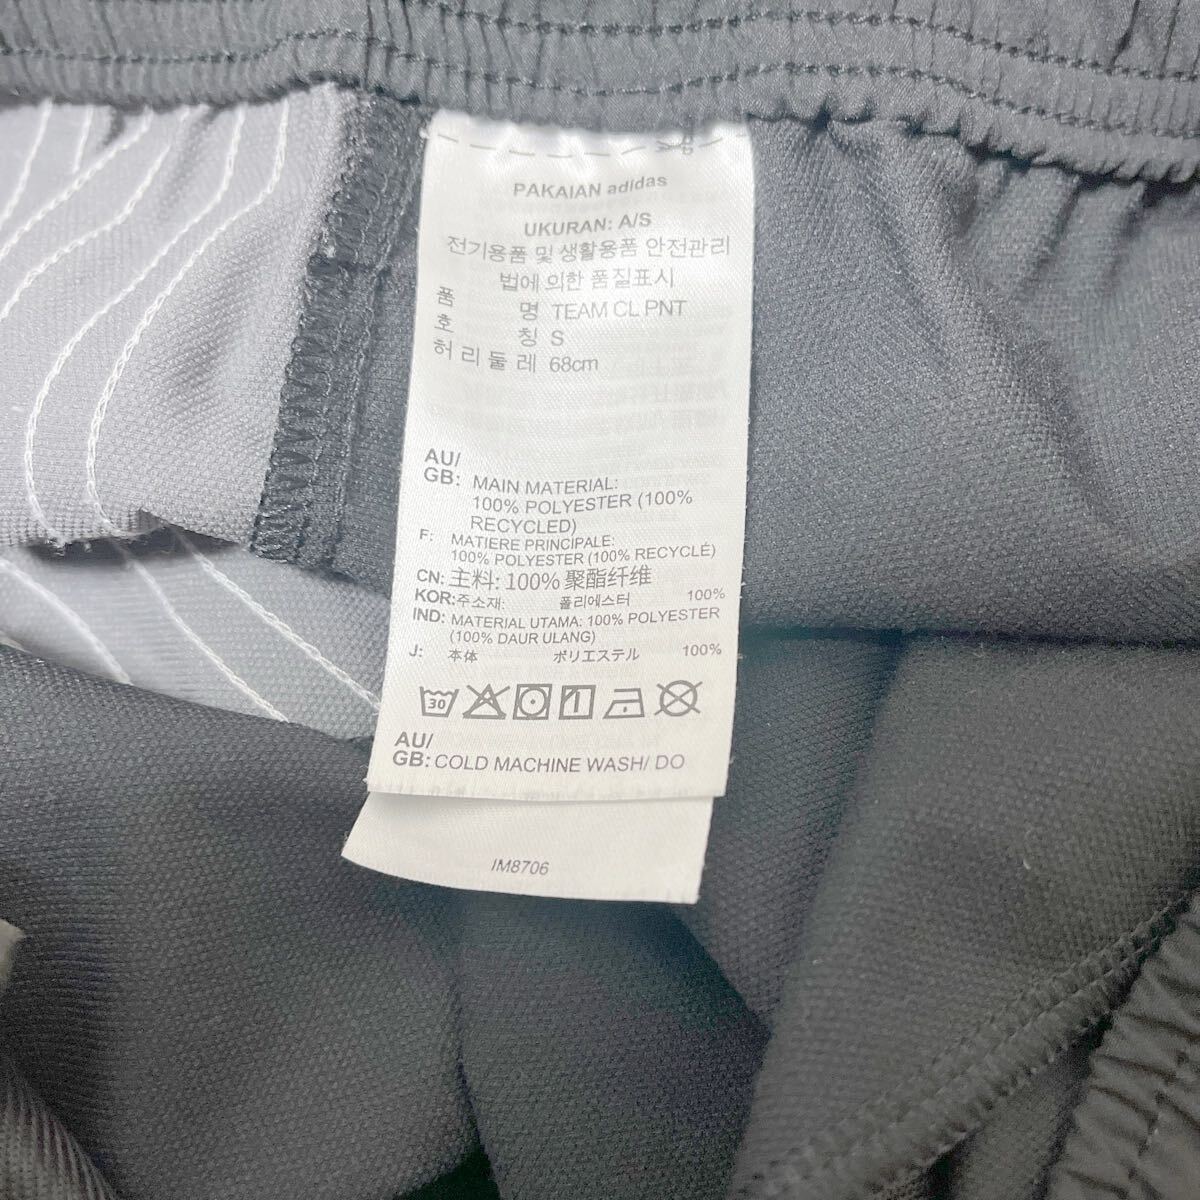 PAKAIAN adidas
UKURAN: A/S
전기용품 및 생활용품 안전관리
법에 의한 품질표시
품 명 TEAM CL PNT
호 칭 S
허 리 둘 레 68cm
AU/
GB: MAIN MATERIAL:
100% POLYESTER (100%
RECYCLED)
F: MATIERE PRINCIPALE:
100% POLYESTER (100% RECYCLÉ)
CN: 主料: 100% 聚酯纤维
KOR: 주소재: 폴리에스터 100%
IND: MATERIAL UTAMA: 100% POLYESTER
(100% DAUR ULANG)
J: 本体 ポリエステル 100%
30
AU/
GB: COLD MACHINE WASH/ DO
IM8706